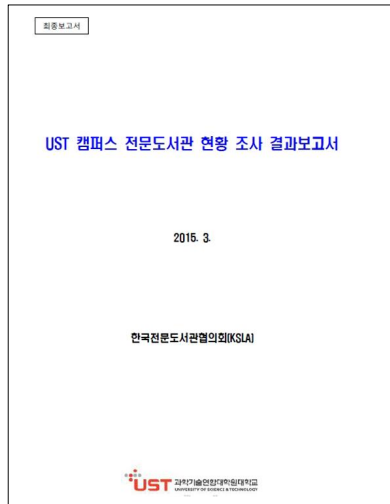 최종보고서
UST 캠퍼스 전문도서관 현황 조사 결과보고서
2015. 3.
한국전문도서관협의회(KSLA)
UST 과학기술연합대학원대학교
UNIVERSITY OF SCIENCE & TECHNOLOGY